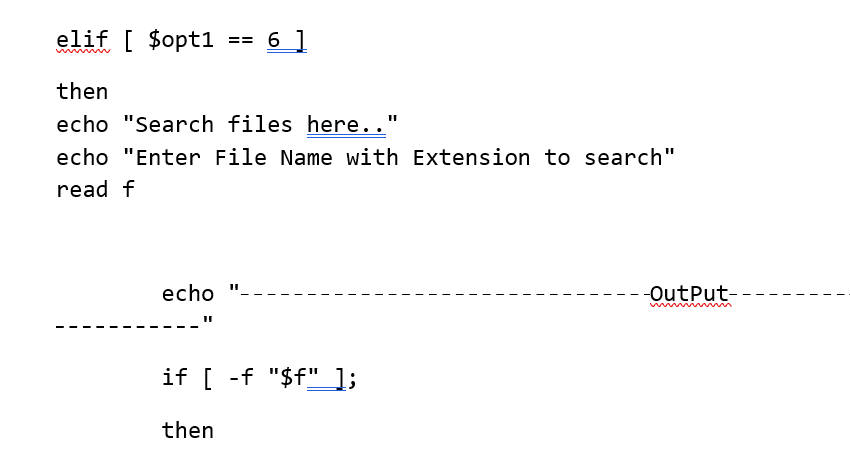 elif [ $opt1 == 6 ]
then
echo "Search files here.."
echo "Enter File Name with Extension to search"
read f
echo "-------------------------------OutPut---------
-----------"
if [ -f "$f" ];
then